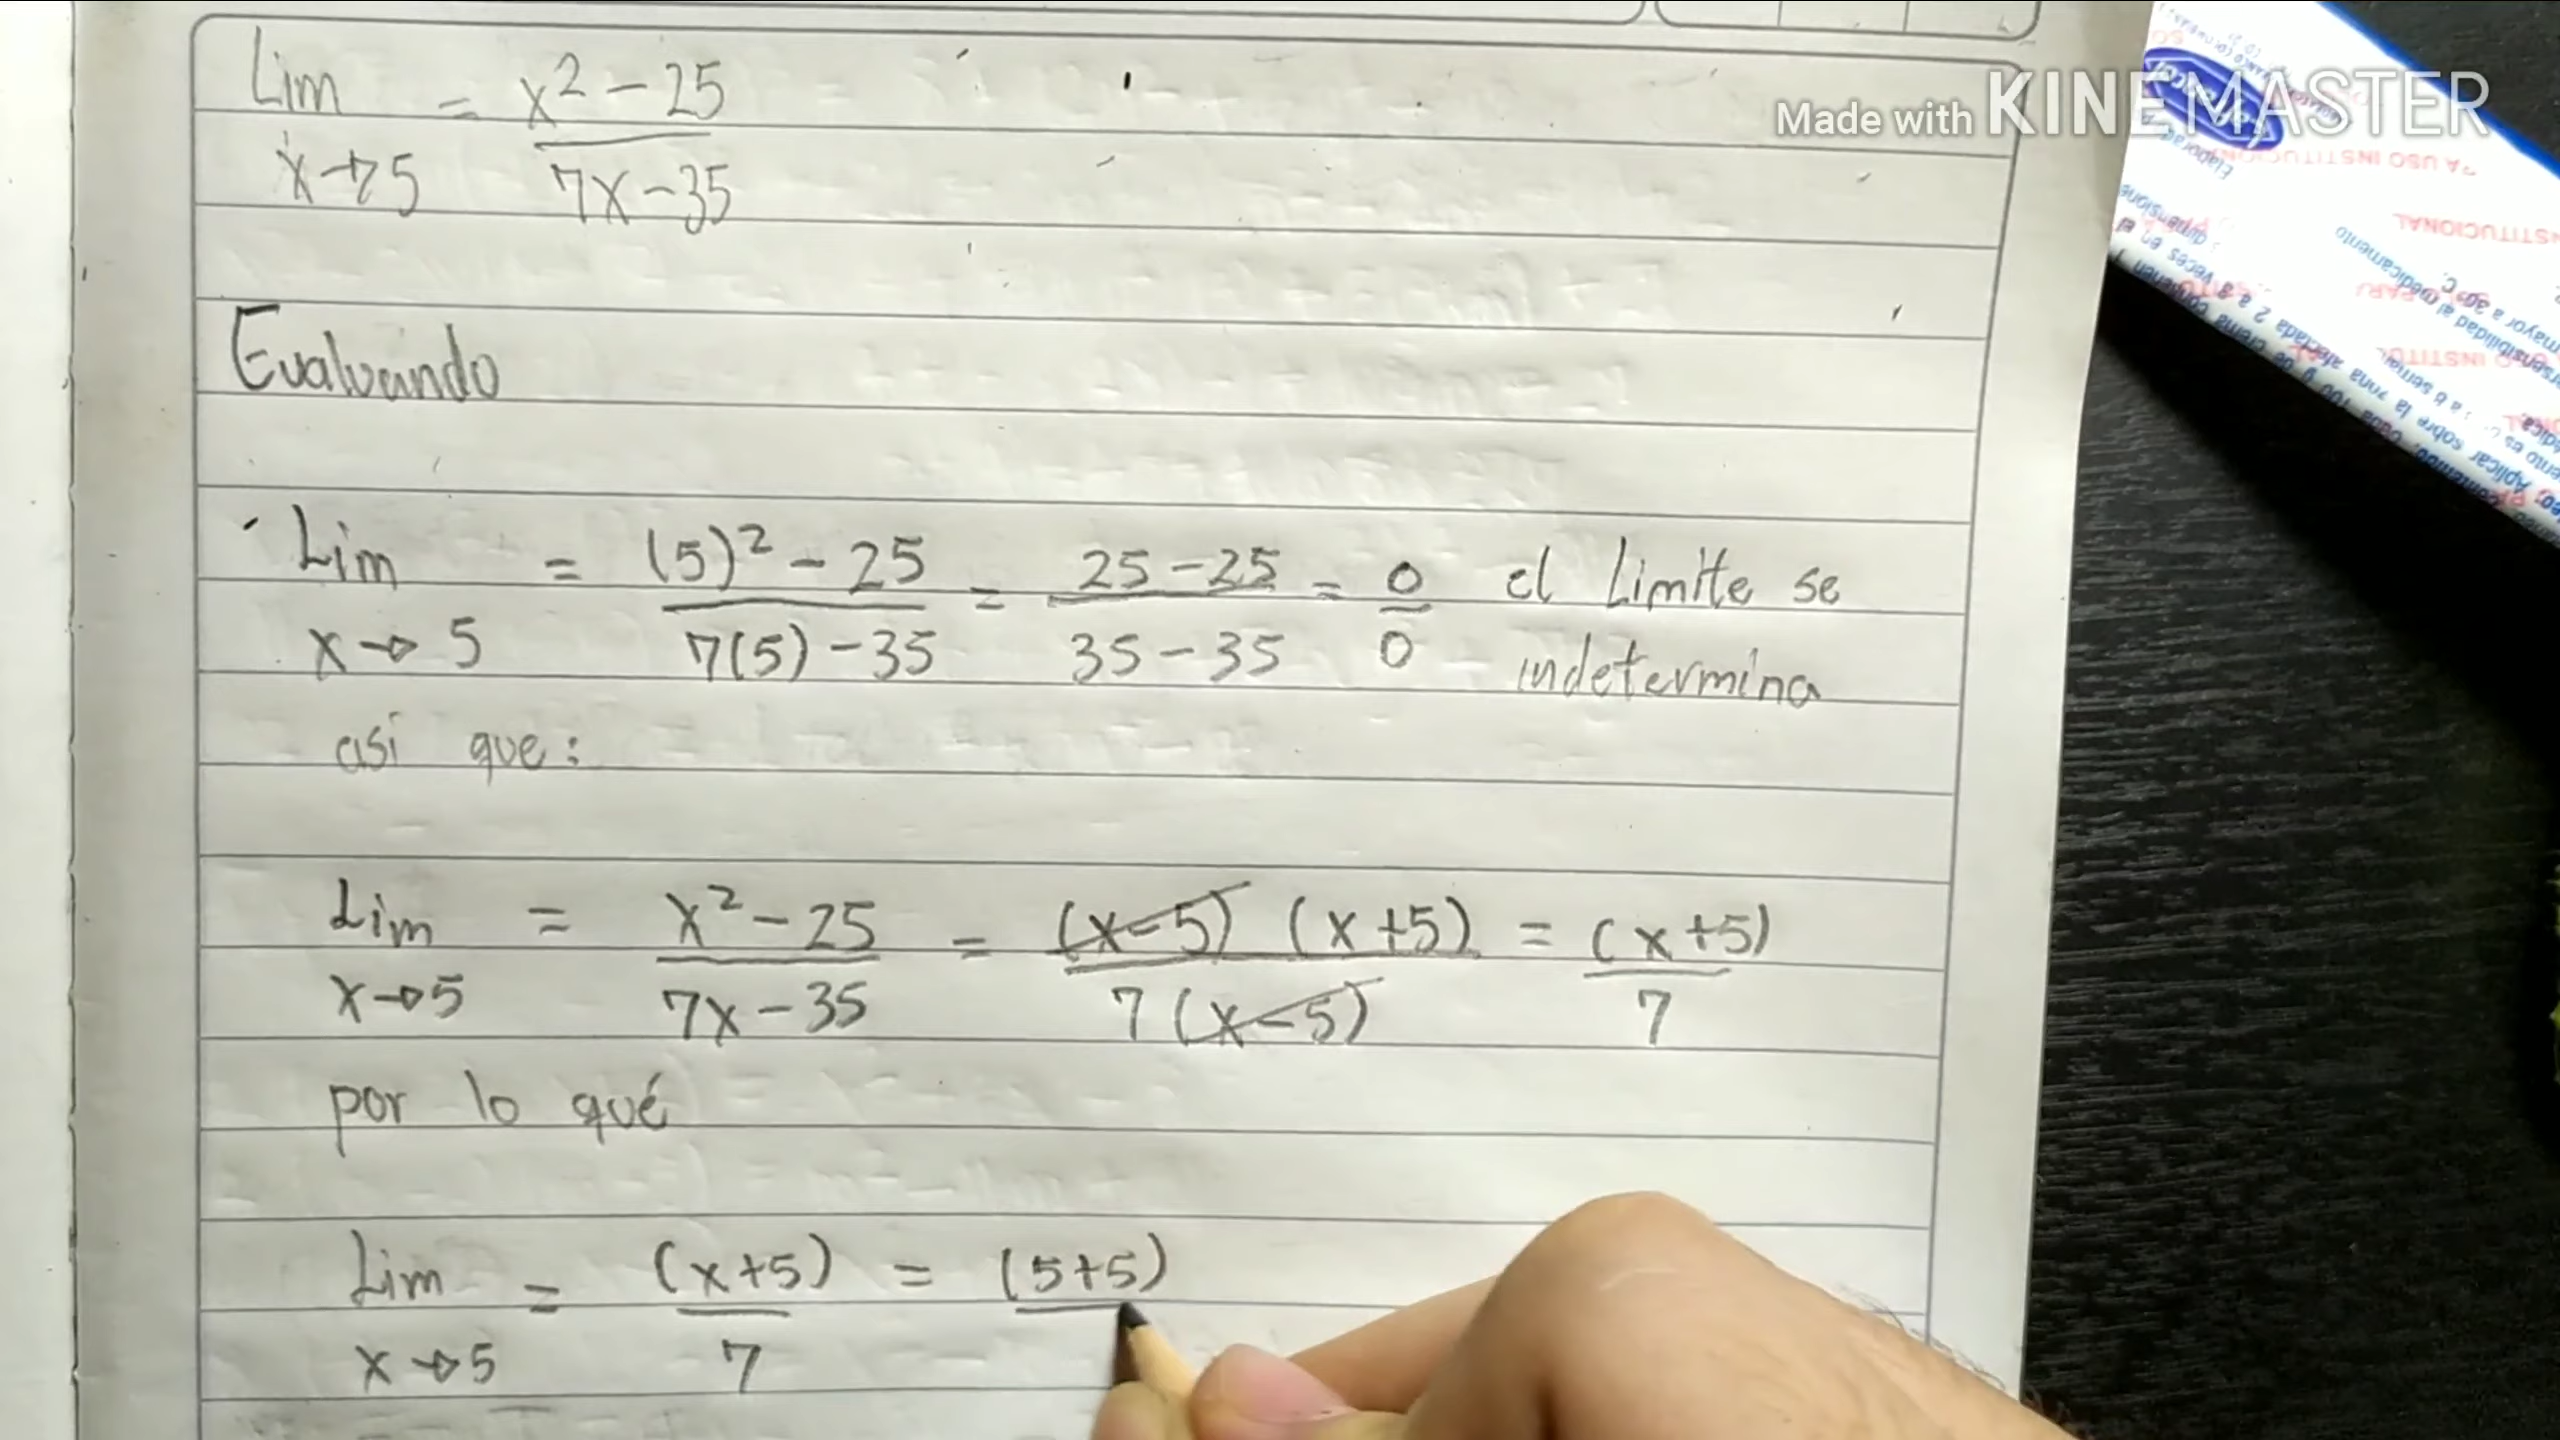 Made with KINEMASTER
Lim = x² - 25
x→5 7x - 35
Evaluando
Lim = (5)² - 25 = 25 - 25 = 0 el Limite se
x→5 7(5) - 35 35 - 35 0 indetermina
asi que:
Lim = x² - 25 = (x-5) (x+5) = (x+5)
x→5 7x - 35 7 (x-5) 7
por lo qué
Lim = (x+5) = (5+5)
x→5 7